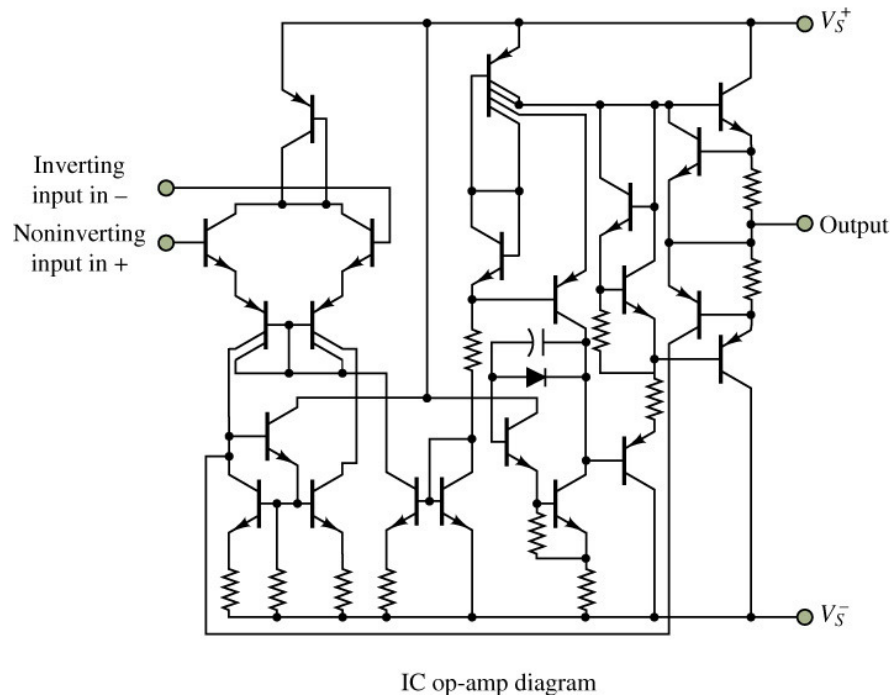 V_S^+
Inverting
input in –
Noninverting
input in +
Output
V_S^–
IC op-amp diagram